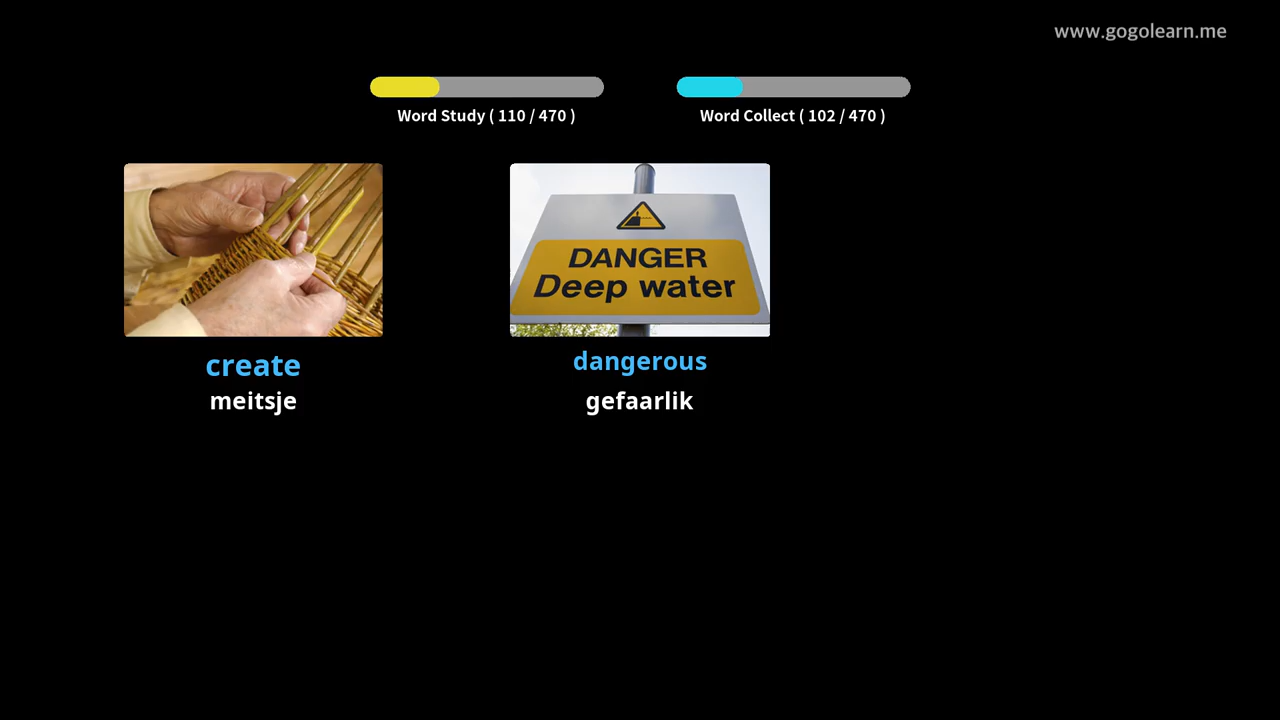 www.gogolearn.me
Word Study ( 110 / 470 )
Word Collect ( 102 / 470 )
DANGER
Deep water
create
meitsje
dangerous
gefaarlik